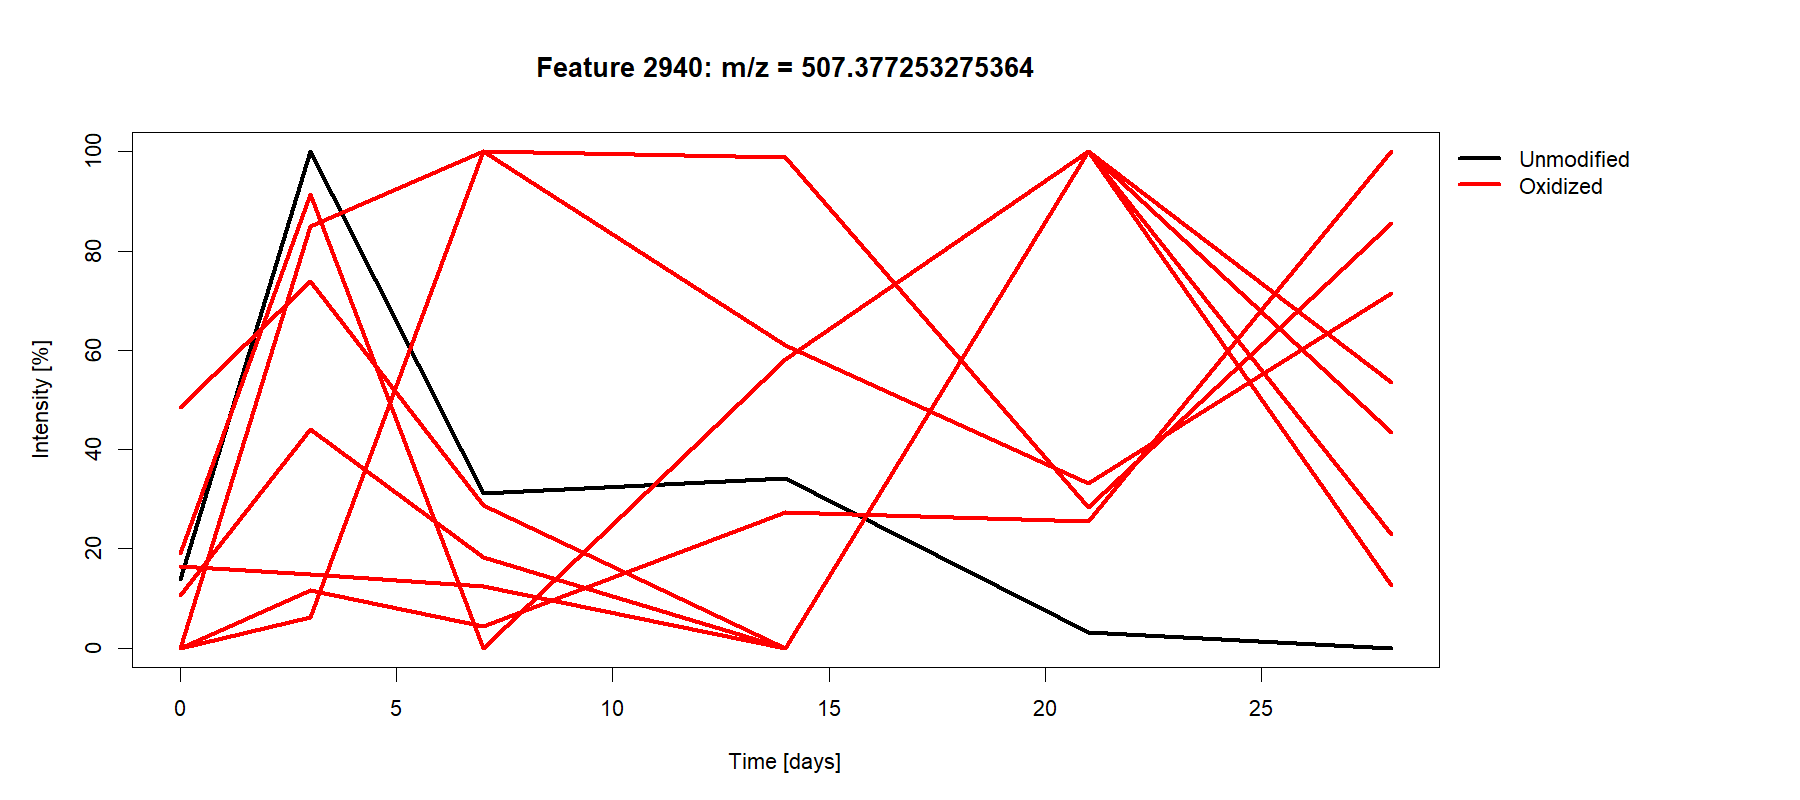 Feature 2940: m/z = 507.377253275364
Unmodified
Oxidized
Intensity [%]
100
80
60
40
20
0
0 5 10 15 20 25
Time [days]